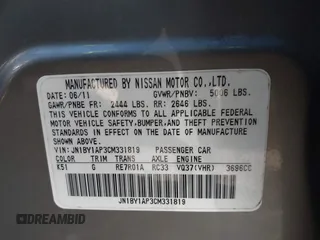 MANUFACTURED BY NISSAN MOTOR CO.,LTD.
DATE: 06/11 GVWR/PNBV: 5006 LBS.
GAWR/PNBE FR: 2444 LBS. RR: 2646 LBS.
THIS VEHICLE CONFORMS TO ALL APPLICABLE FEDERAL
MOTOR VEHICLE SAFETY, BUMPER, AND THEFT PREVENTION
STANDARDS IN EFFECT ON THE DATE OF MANUFACTURE
SHOWN ABOVE.
VIN: JN1BY1AP3CM331819 PASSENGER CAR
COLOR TRIM TRANS AXLE ENGINE
K51 G RE7R01A RC33 VQ37(VHR) 3696CC
JN1BY1AP3CM331819
DREAMBID